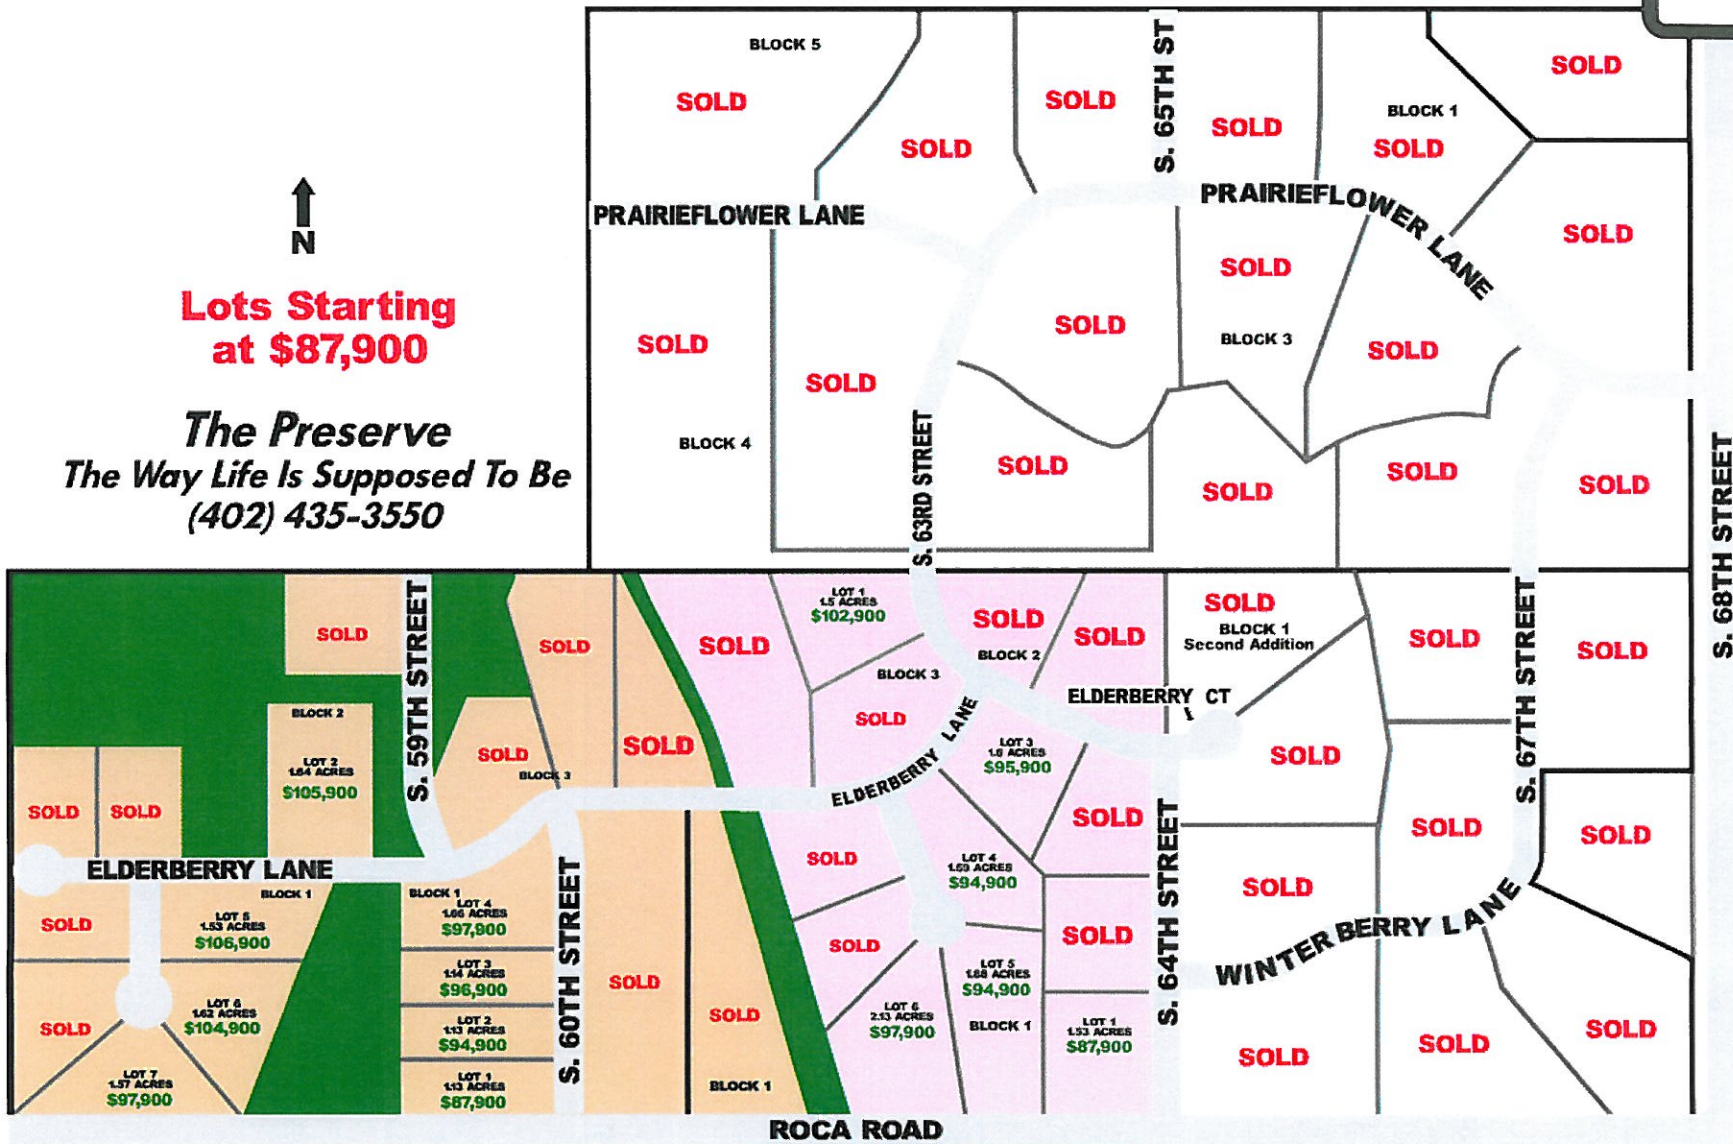 BLOCK 5
SOLD
SOLD
SOLD
S. 65TH ST
SOLD
BLOCK 1
SOLD
SOLD
PRAIRIEFLOWER LANE
PRAIRIEFLOWER LANE
SOLD
N
Lots Starting
at $87,900
The Preserve
The Way Life Is Supposed To Be
(402) 435-3550
SOLD
BLOCK 4
SOLD
SOLD
SOLD
BLOCK 3
SOLD
S. 63RD STREET
SOLD
SOLD
SOLD
SOLD
S. 68TH STREET
SOLD
S. 59TH STREET
SOLD
SOLD
SOLD
LOT 1
1.5 ACRES
$102,900
SOLD
BLOCK 2
SOLD
SOLD
BLOCK 1
Second Addition
SOLD
S. 67TH STREET
SOLD
BLOCK 3
SOLD
ELDERBERRY LANE
ELDERBERRY CT
BLOCK 2
LOT 2
1.64 ACRES
$105,900
SOLD
BLOCK 3
LOT 3
1.6 ACRES
$95,900
SOLD
SOLD
SOLD
SOLD
SOLD
SOLD
ELDERBERRY LANE
BLOCK 1
SOLD
LOT 5
1.53 ACRES
$106,900
BLOCK 1
LOT 4
1.06 ACRES
$97,900
S. 60TH STREET
SOLD
LOT 4
1.59 ACRES
$94,900
S. 64TH STREET
SOLD
WINTERBERRY LANE
LOT 3
1.14 ACRES
$96,900
SOLD
SOLD
LOT 5
1.88 ACRES
$94,900
SOLD
SOLD
LOT 6
1.62 ACRES
$104,900
LOT 2
1.13 ACRES
$94,900
SOLD
LOT 6
2.13 ACRES
$97,900
BLOCK 1
LOT 1
1.53 ACRES
$87,900
SOLD
SOLD
SOLD
LOT 7
1.57 ACRES
$97,900
LOT 1
1.13 ACRES
$87,900
BLOCK 1
ROCA ROAD